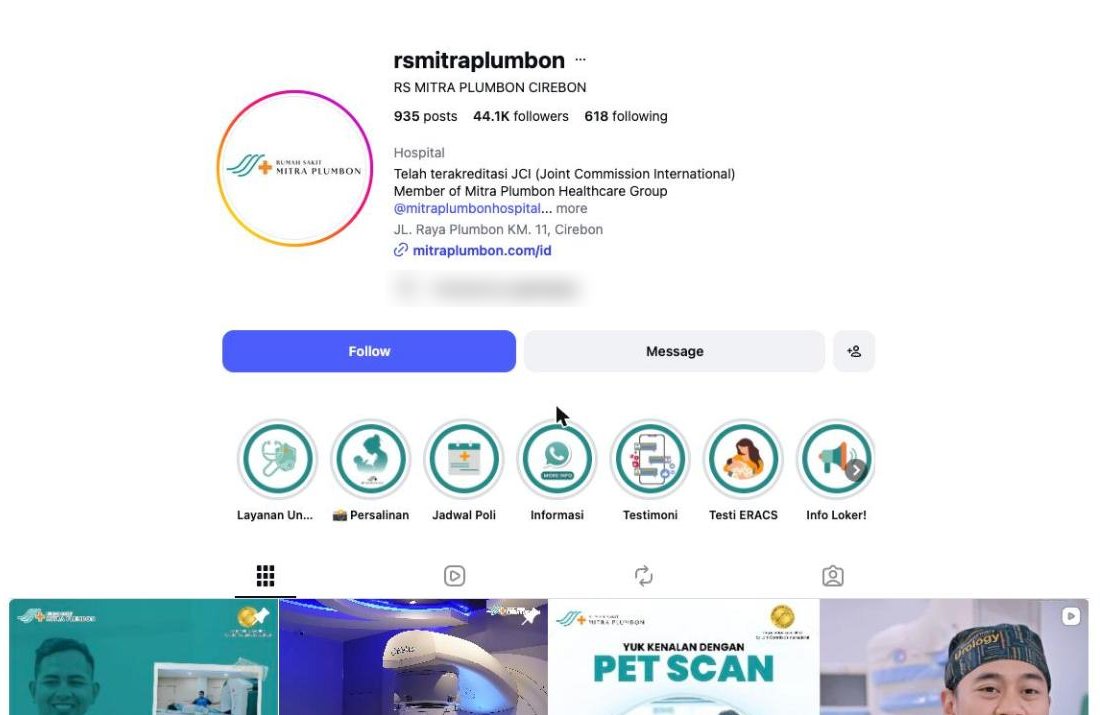 rsmitraplumbon ...
RS MITRA PLUMBON CIREBON
935 posts 44.1K followers 618 following
RUMAH SAKIT
MITRA PLUMBON
Hospital
Telah terakreditasi JCI (Joint Commission International)
Member of Mitra Plumbon Healthcare Group
@mitraplumbonhospital... more
JL. Raya Plumbon KM. 11, Cirebon
mitraplumbon.com/id
Follow
Message
MORE INFO
Layanan Un...
Persalinan
Jadwal Poli
Informasi
Testimoni
Testi ERACS
Info Loker!
MITRA PLUMBON
MITRA PLUMBON
YUK KENALAN DENGAN
PET SCAN
Urology